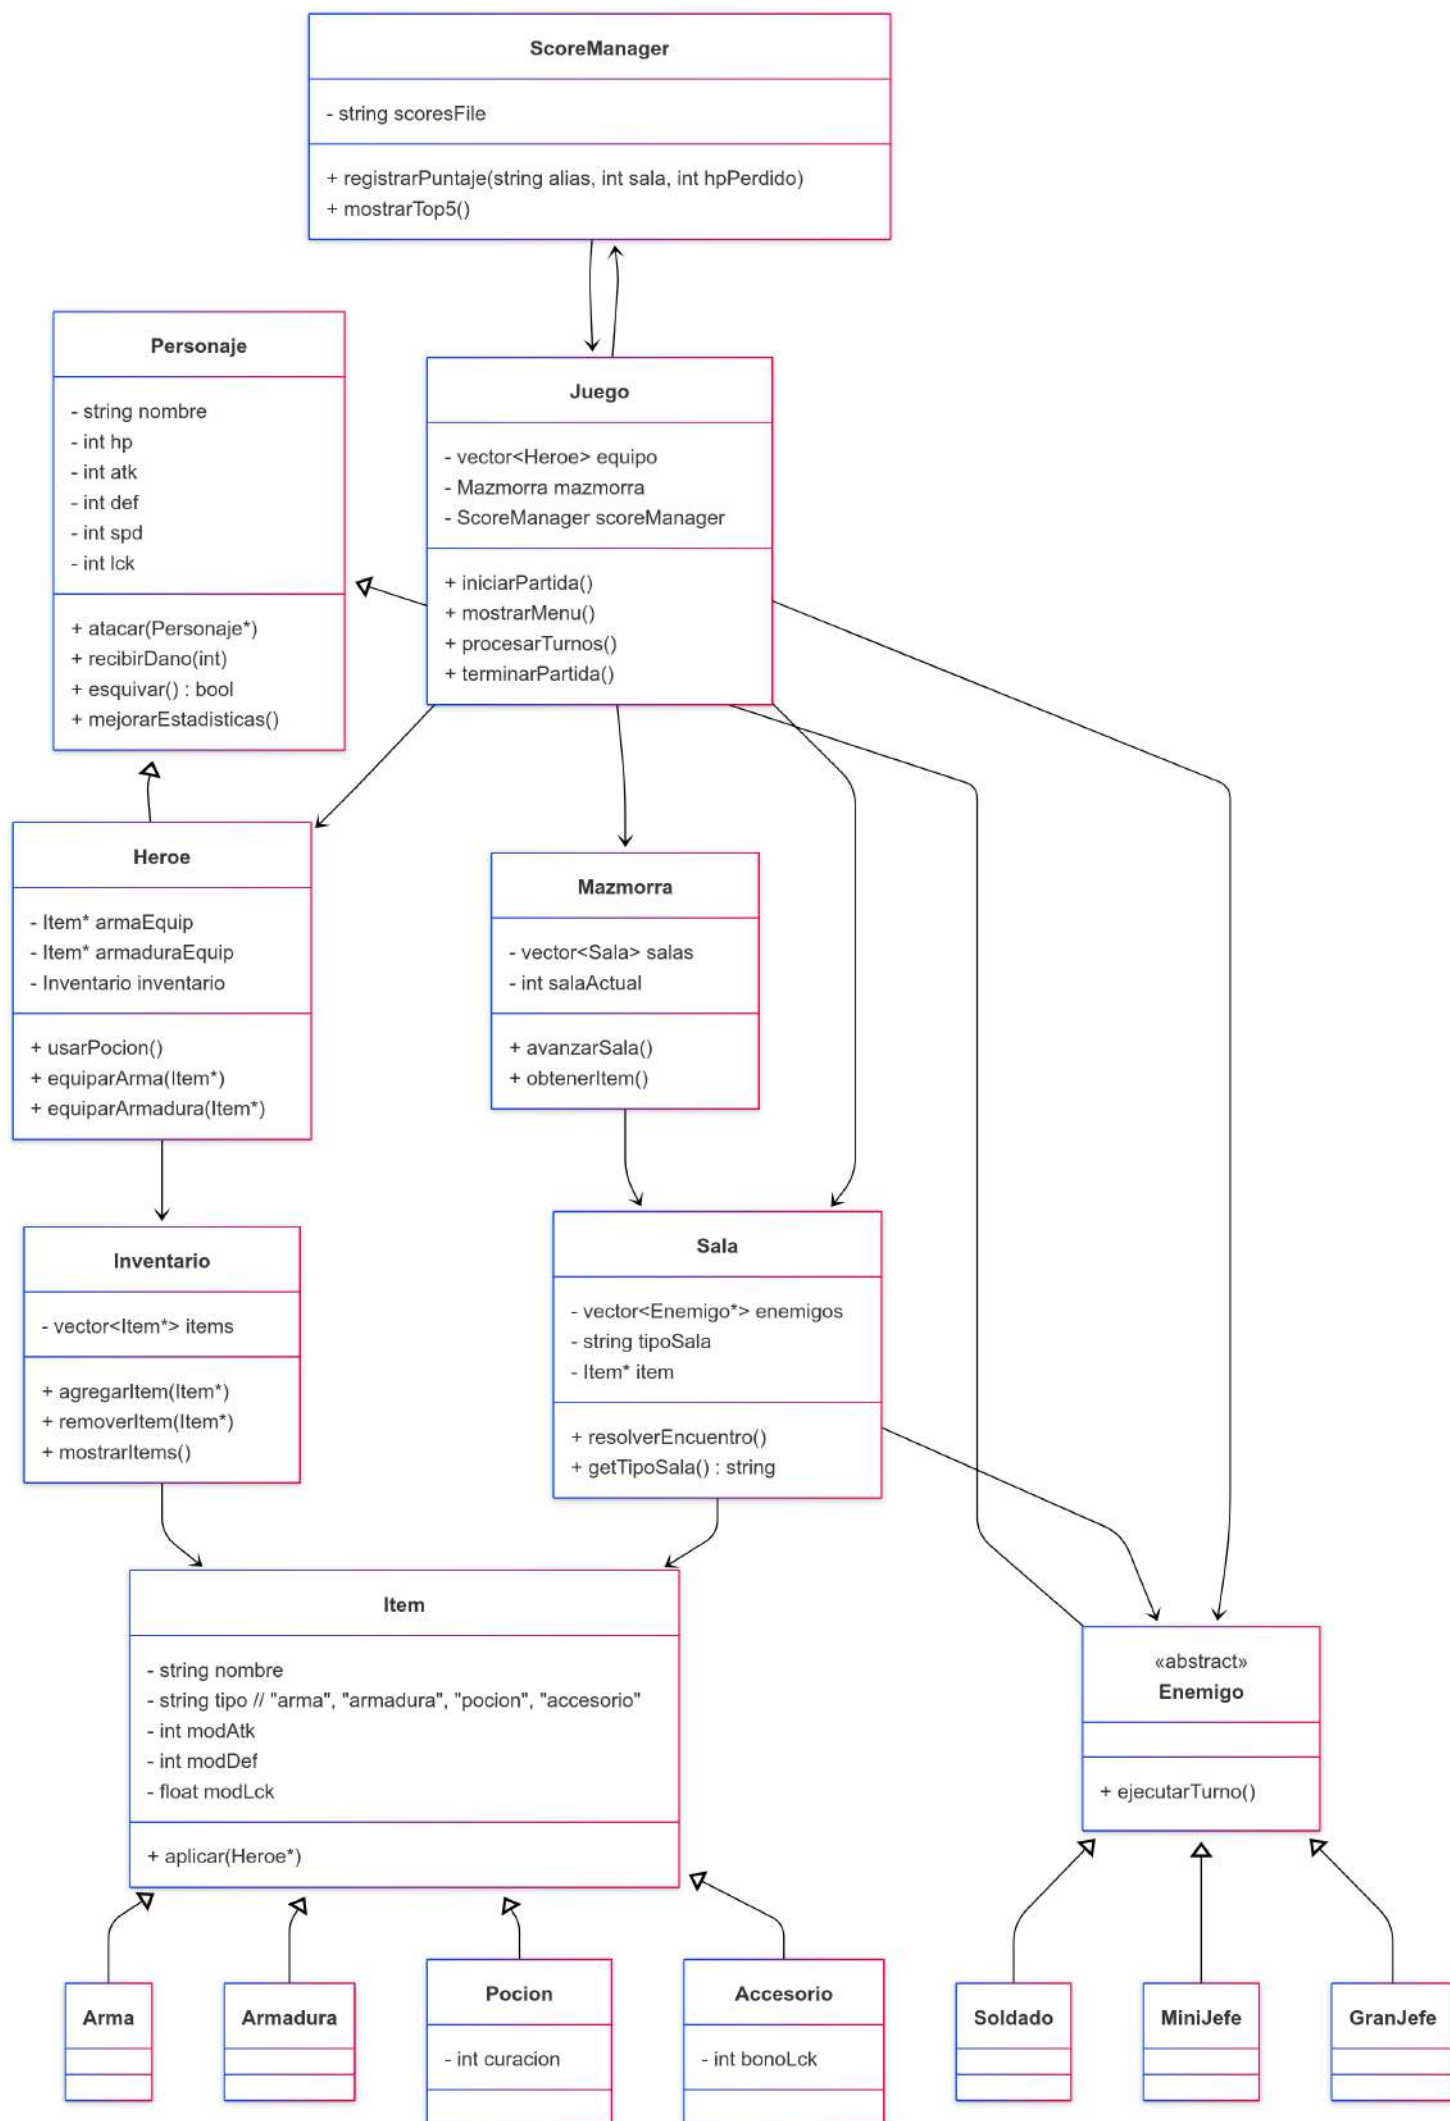 ScoreManager
- string scoresFile
+ registrarPuntaje(string alias, int sala, int hpPerdido)
+ mostrarTop5()
Personaje
- string nombre
- int hp
- int atk
- int def
- int spd
- int lck
+ atacar(Personaje*)
+ recibirDano(int)
+ esquivar() : bool
+ mejorarEstadisticas()
Juego
- vector<Heroe> equipo
- Mazmorra mazmorra
- ScoreManager scoreManager
+ iniciarPartida()
+ mostrarMenu()
+ procesarTurnos()
+ terminarPartida()
Heroe
- Item* armaEquip
- Item* armaduraEquip
- Inventario inventario
+ usarPocion()
+ equiparArma(Item*)
+ equiparArmadura(Item*)
Mazmorra
- vector<Sala> salas
- int salaActual
+ avanzarSala()
+ obtenerItem()
Inventario
- vector<Item*> items
+ agregarItem(Item*)
+ removerItem(Item*)
+ mostrarItems()
Sala
- vector<Enemigo*> enemigos
- string tipoSala
- Item* item
+ resolverEncuentro()
+ getTipoSala() : string
Item
- string nombre
- string tipo // "arma", "armadura", "pocion", "accesorio"
- int modAtk
- int modDef
- float modLck
+ aplicar(Heroe*)
«abstract»
Enemigo
+ ejecutarTurno()
Arma
Armadura
Pocion
- int curacion
Accesorio
- int bonoLck
Soldado
MiniJefe
GranJefe